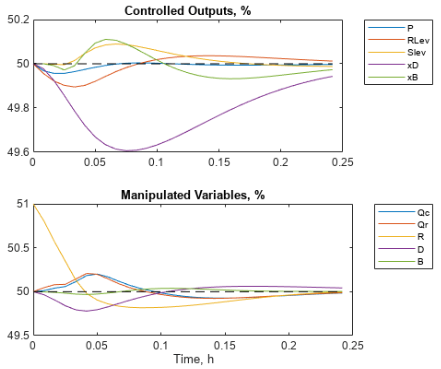 Controlled Outputs, %
50.2
50
49.8
49.6
0
0.05
0.1
0.15
0.2
0.25
P
RLev
Slev
xD
xB
Manipulated Variables, %
51
50.5
50
49.5
0
0.05
0.1
0.15
0.2
0.25
Time, h
Qc
Qr
R
D
B